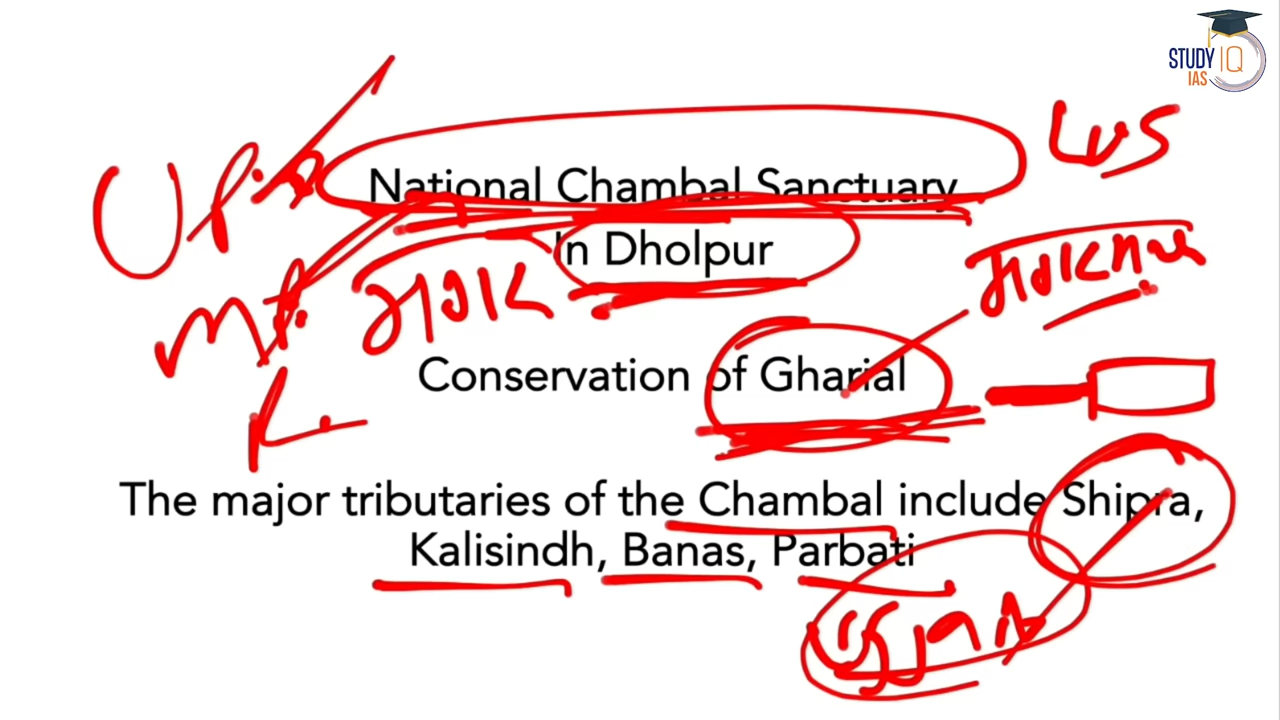 STUDY IQ
IAS
U.P.
National Chambal Sanctuary
In Dholpur
M.P.
Conservation of Gharial
R.
The major tributaries of the Chambal include Shipra,
Kalisindh, Banas, Parbati
उज्जैन